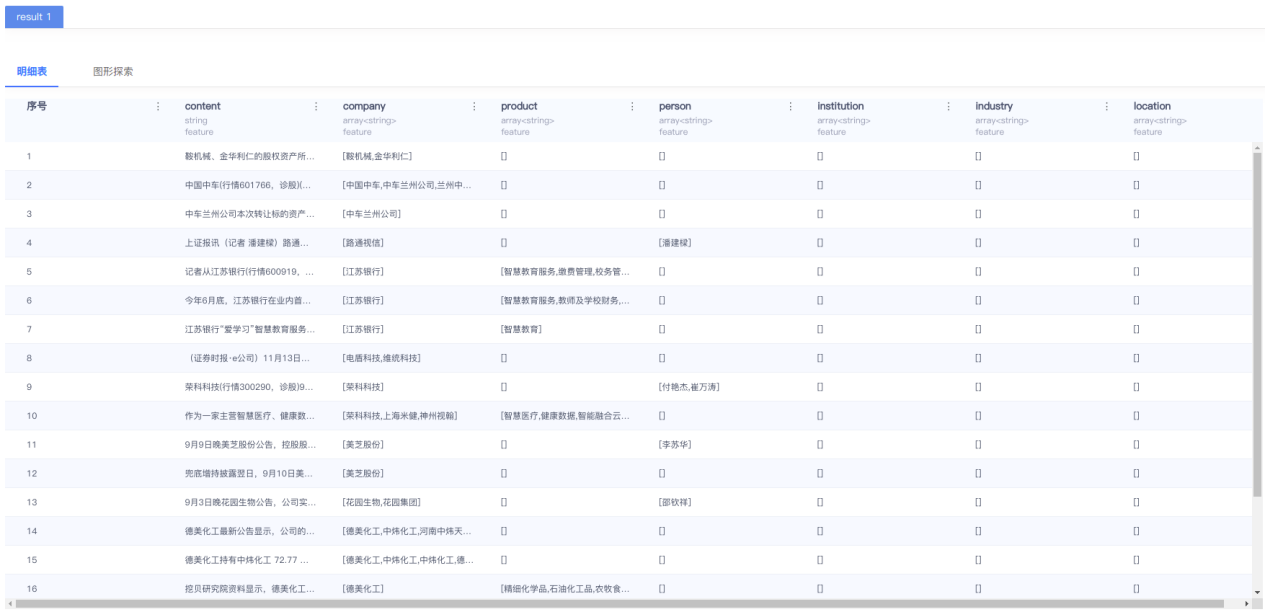 result 1
明细表 图形探索
序号 content company product person institution industry location
string array<string> array<string> array<string> array<string> array<string> array<string>
feature feature feature feature feature feature feature
1 鞍机械、金华利仁的股权资产所... [鞍机械,金华利仁] [] [] [] [] []
2 中国中车(行情601766，诊股)(... [中国中车,中车兰州公司,兰州中... [] [] [] [] []
3 中车兰州公司本次转让标的资产... [中车兰州公司] [] [] [] [] []
4 上证报讯（记者 潘建樑）路通... [路通视信] [] [潘建樑] [] [] []
5 记者从江苏银行(行情600919，... [江苏银行] [智慧教育服务,缴费管理,校务管... [] [] [] []
6 今年6月底，江苏银行在业内首... [江苏银行] [智慧教育服务,教师及学校财务,... [] [] [] []
7 江苏银行“爱学习”智慧教育服务... [江苏银行] [智慧教育] [] [] [] []
8 （证券时报·e公司）11月13日... [电盾科技,维统科技] [] [] [] [] []
9 荣科科技(行情300290，诊股)9... [荣科科技] [] [付艳杰,崔万涛] [] [] []
10 作为一家主营智慧医疗、健康数... [荣科科技,上海米健,神州视翰] [智慧医疗,健康数据,智能融合云... [] [] [] []
11 9月9日晚美芝股份公告，控股股... [美芝股份] [] [李苏华] [] [] []
12 兜底增持披露翌日，9月10日美... [美芝股份] [] [] [] [] []
13 9月3日晚花园生物公告，公司实... [花园生物,花园集团] [] [邵钦祥] [] [] []
14 德美化工最新公告显示，公司的... [德美化工,中炜化工,河南中炜天... [] [] [] [] []
15 德美化工持有中炜化工 72.77 ... [德美化工,中炜化工,中炜化工,德... [] [] [] [] []
16 挖贝研究院资料显示，德美化工... [德美化工] [精细化学品,石油化工品,农牧食... [] [] [] []